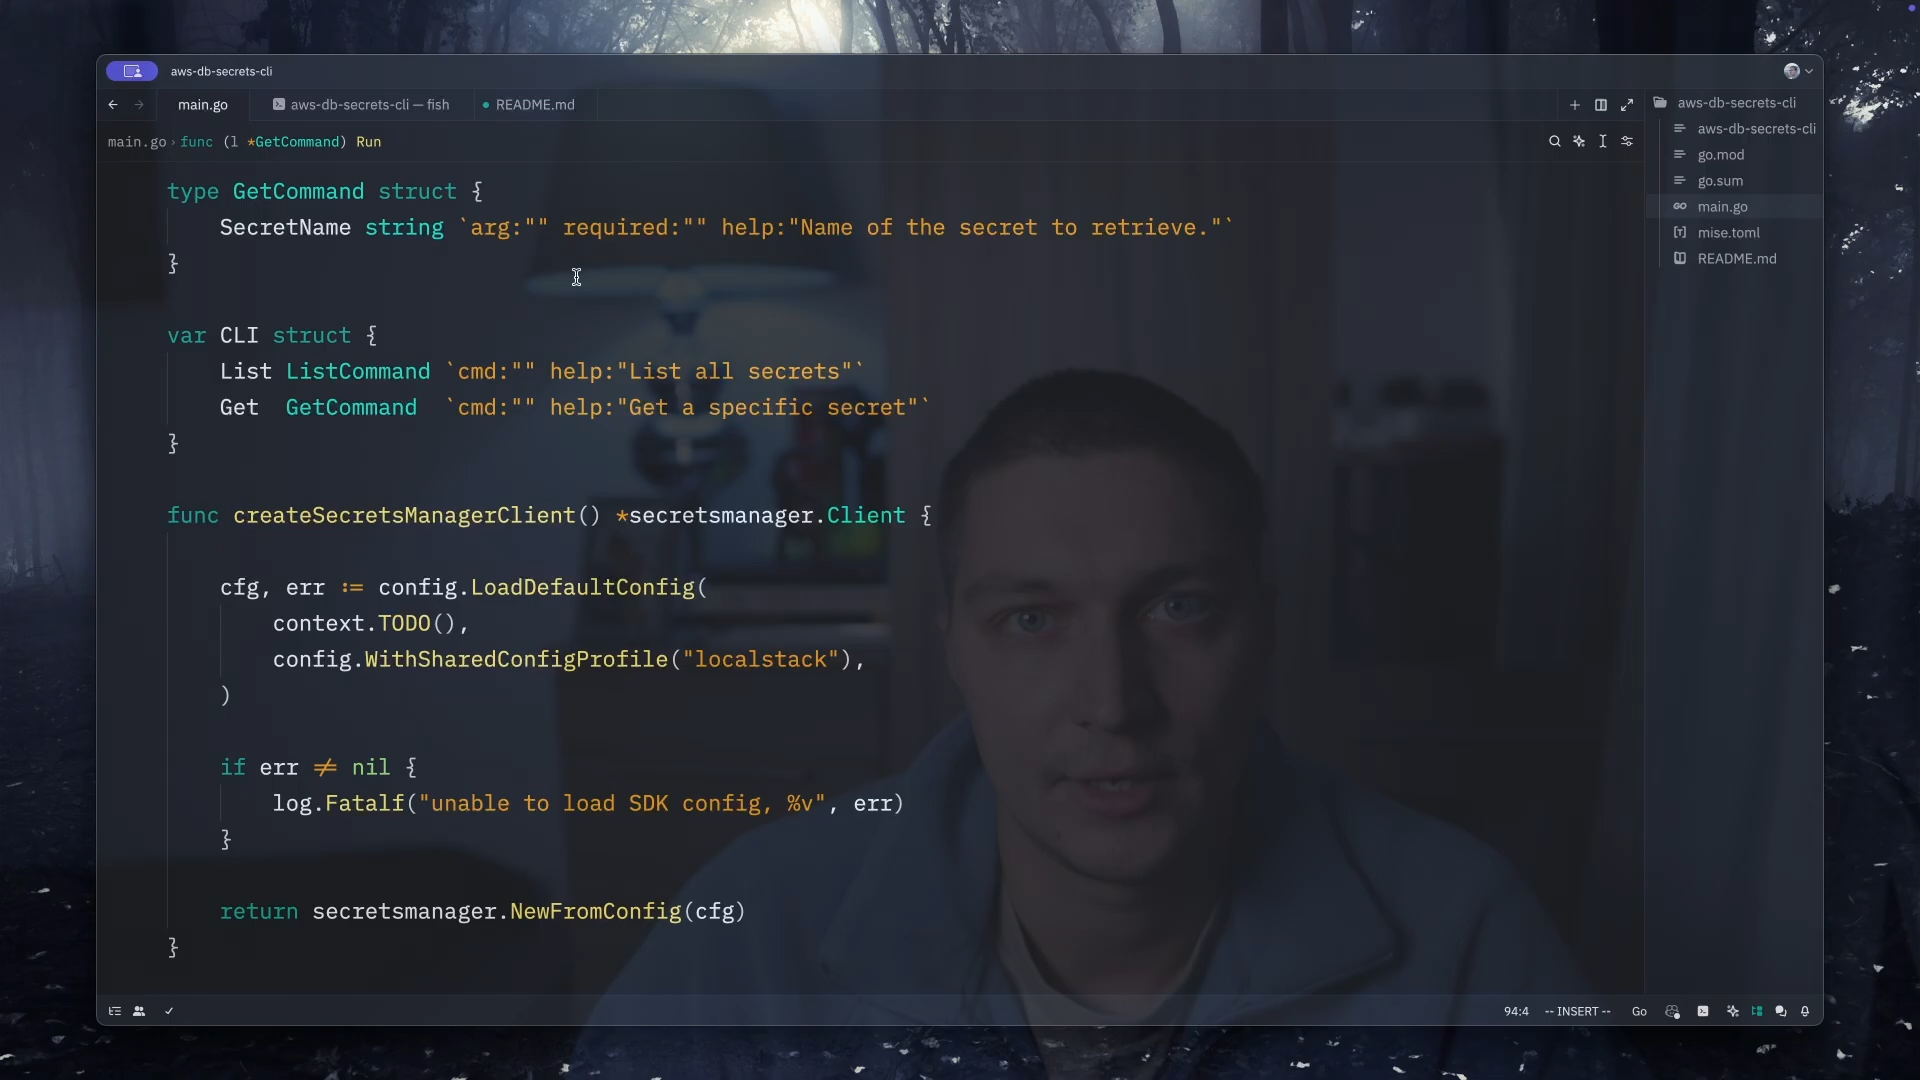 aws-db-secrets-cli
main.go
aws-db-secrets-cli — fish
README.md
main.go › func (l *GetCommand) Run
type GetCommand struct {
SecretName string `arg:"" required:"" help:"Name of the secret to retrieve."`
}
var CLI struct {
List ListCommand `cmd:"" help:"List all secrets"`
Get GetCommand `cmd:"" help:"Get a specific secret"`
}
func createSecretsManagerClient() *secretsmanager.Client {
cfg, err := config.LoadDefaultConfig(
context.TODO(),
config.WithSharedConfigProfile("localstack"),
)
if err ≠ nil {
log.Fatalf("unable to load SDK config, %v", err)
}
return secretsmanager.NewFromConfig(cfg)
}
aws-db-secrets-cli
aws-db-secrets-cli
go.mod
go.sum
main.go
mise.toml
README.md
94:4
-- INSERT --
Go